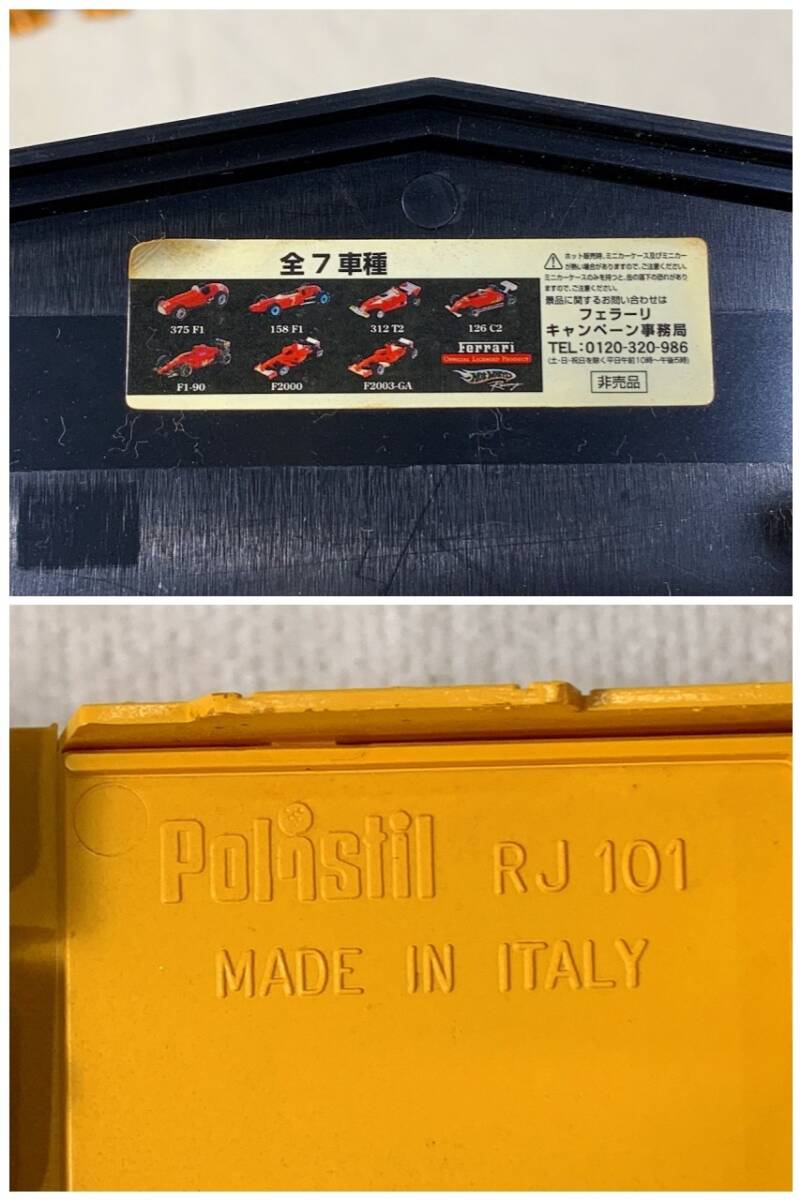 全7車種
375 F1
158 F1
312 T2
126 C2
F1-90
F2000
F2003-GA
Ferrari
OFFICIAL LICENSED PRODUCT
HOT WHEELS
Racing
ホット販売時、ミニカーケース及びミニカー
が熱い場合がありますので、ご注意ください。
ミニカーケースのみを持つと、缶の落下の恐れがあり
ますので、ご注意ください。
景品に関するお問い合わせは
フェラーリ
キャンペーン事務局
TEL:0120-320-986
(土・日・祝日を除く平日午前10時~午後5時)
非売品
Polistil RJ 101
MADE IN ITALY